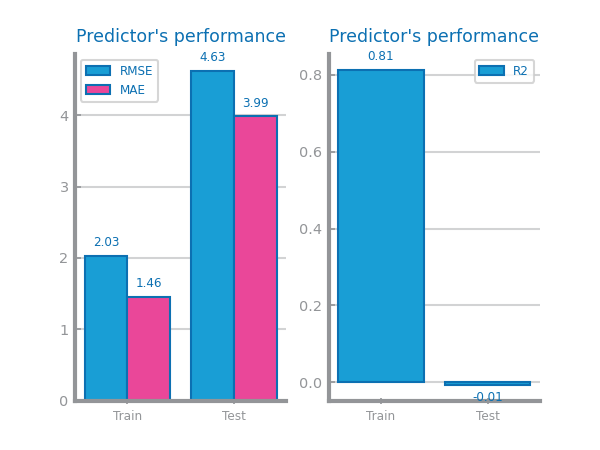 Predictor's performance
4.63
RMSE
MAE
3.99
2.03
1.46
4
3
2
1
0
Train
Test
Predictor's performance
0.81
R2
0.8
0.6
0.4
0.2
0.0
-0.01
Train
Test